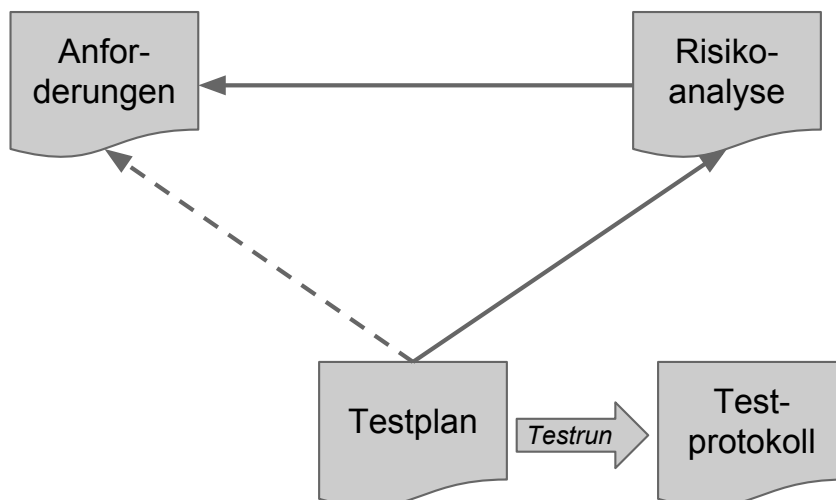 Anfor-
derungen
Risiko-
analyse
Testplan
Testrun
Test-
protokoll